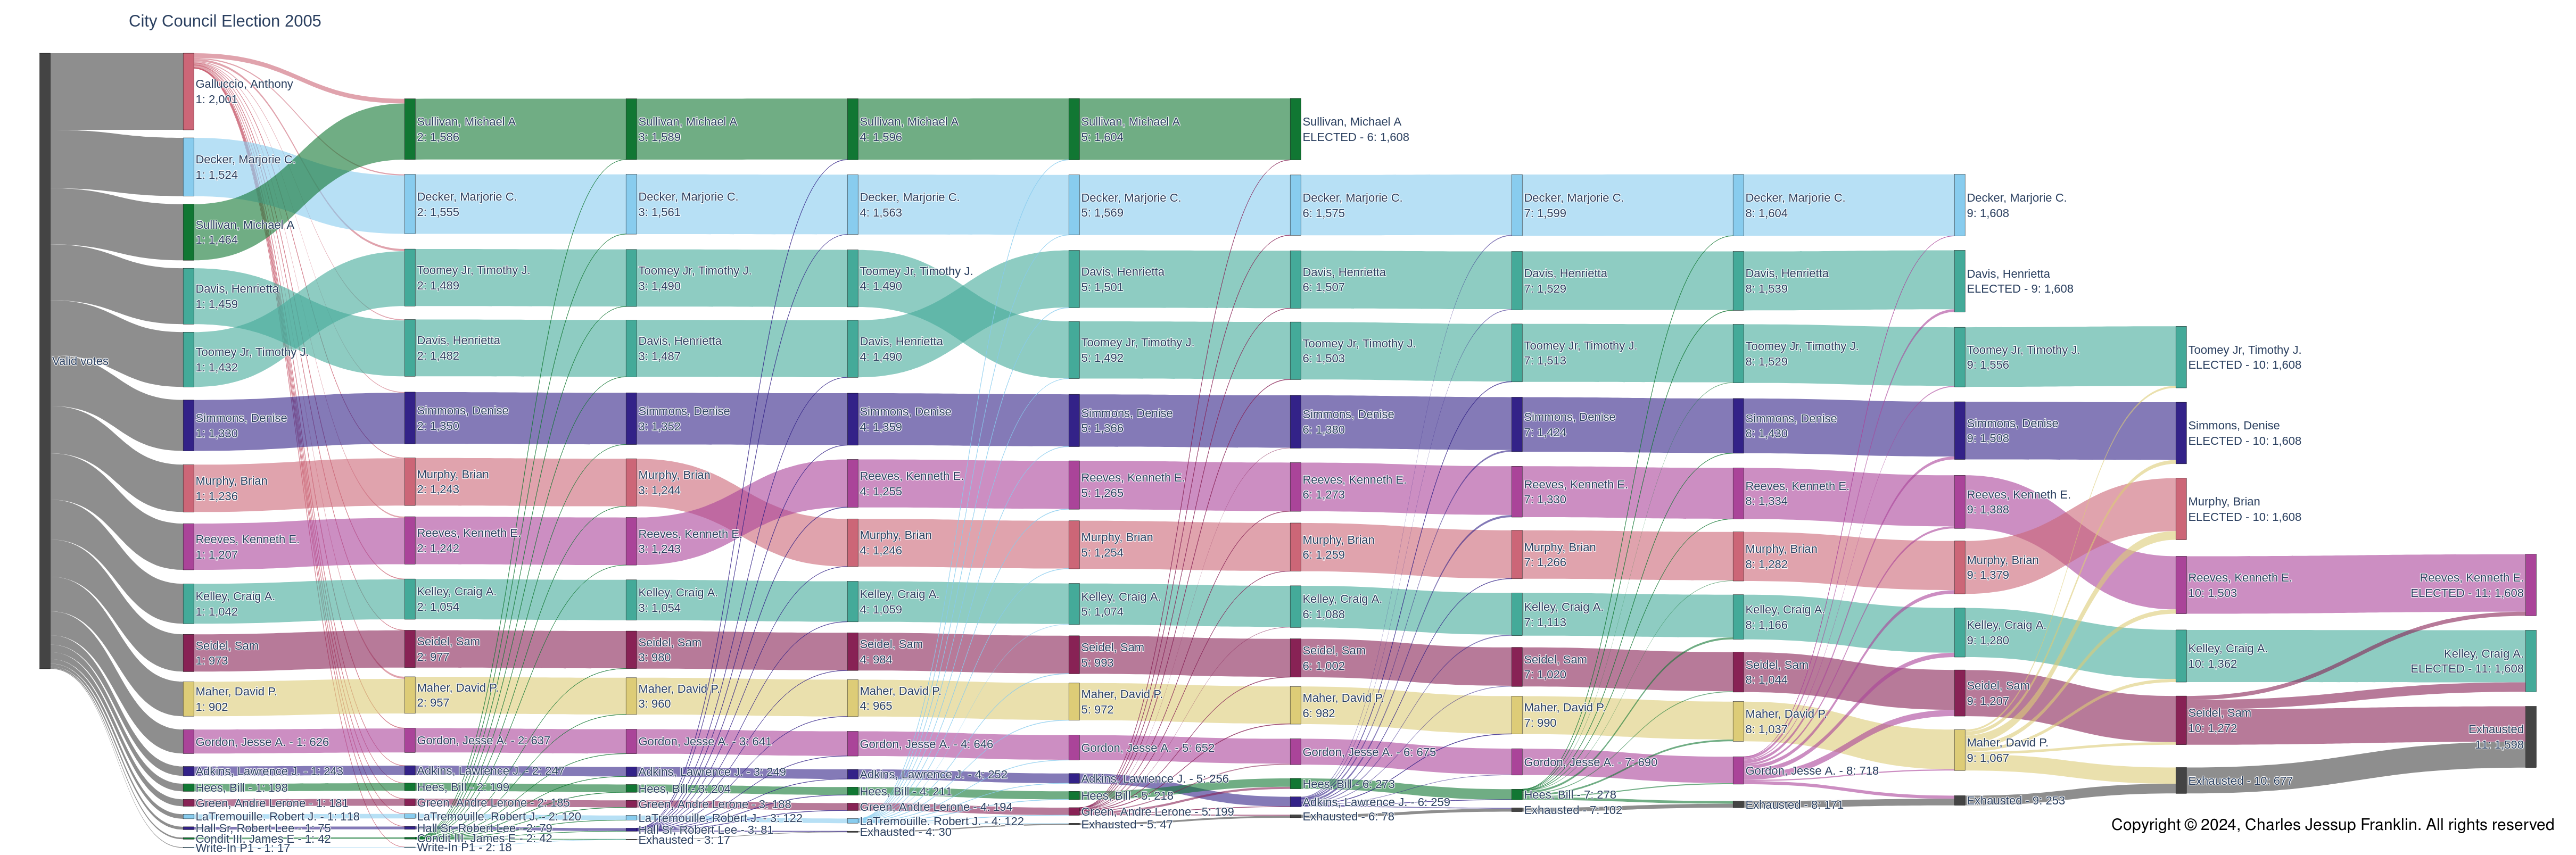 City Council Election 2005
Valid votes
Galluccio, Anthony
1: 2,001
Decker, Marjorie C.
1: 1,524
Sullivan, Michael A
1: 1,464
Davis, Henrietta
1: 1,459
Toomey Jr, Timothy J.
1: 1,432
Simmons, Denise
1: 1,330
Murphy, Brian
1: 1,236
Reeves, Kenneth E.
1: 1,207
Kelley, Craig A.
1: 1,042
Seidel, Sam
1: 973
Maher, David P.
1: 902
Gordon, Jesse A. - 1: 626
Adkins, Lawrence J. - 1: 243
Hees, Bill - 1: 198
Green, Andre Lerone - 1: 181
LaTremouille, Robert J. - 1: 118
Hall Sr, Robert Lee - 1: 75
Condit III, James E - 1: 42
Write-In P1 - 1: 17
Sullivan, Michael A
2: 1,586
Decker, Marjorie C.
2: 1,555
Toomey Jr, Timothy J.
2: 1,489
Davis, Henrietta
2: 1,482
Simmons, Denise
2: 1,350
Murphy, Brian
2: 1,243
Reeves, Kenneth E.
2: 1,242
Kelley, Craig A.
2: 1,054
Seidel, Sam
2: 977
Maher, David P.
2: 957
Gordon, Jesse A. - 2: 637
Adkins, Lawrence J. - 2: 247
Hees, Bill - 2: 199
Green, Andre Lerone - 2: 185
LaTremouille, Robert J. - 2: 120
Hall Sr, Robert Lee - 2: 79
Condit III, James E - 2: 42
Write-In P1 - 2: 18
Sullivan, Michael A
3: 1,589
Decker, Marjorie C.
3: 1,561
Toomey Jr, Timothy J.
3: 1,490
Davis, Henrietta
3: 1,487
Simmons, Denise
3: 1,352
Murphy, Brian
3: 1,244
Reeves, Kenneth E.
3: 1,243
Kelley, Craig A.
3: 1,054
Seidel, Sam
3: 980
Maher, David P.
3: 960
Gordon, Jesse A. - 3: 641
Adkins, Lawrence J. - 3: 249
Hees, Bill - 3: 204
Green, Andre Lerone - 3: 188
LaTremouille, Robert J. - 3: 122
Hall Sr, Robert Lee - 3: 81
Exhausted - 3: 17
Sullivan, Michael A
4: 1,596
Decker, Marjorie C.
4: 1,563
Toomey Jr, Timothy J.
4: 1,490
Davis, Henrietta
4: 1,490
Simmons, Denise
4: 1,359
Reeves, Kenneth E.
4: 1,255
Murphy, Brian
4: 1,246
Kelley, Craig A.
4: 1,059
Seidel, Sam
4: 984
Maher, David P.
4: 965
Gordon, Jesse A. - 4: 646
Adkins, Lawrence J. - 4: 252
Hees, Bill - 4: 211
Green, Andre Lerone - 4: 194
LaTremouille, Robert J. - 4: 122
Exhausted - 4: 30
Sullivan, Michael A
5: 1,604
Decker, Marjorie C.
5: 1,569
Davis, Henrietta
5: 1,501
Toomey Jr, Timothy J.
5: 1,492
Simmons, Denise
5: 1,366
Reeves, Kenneth E.
5: 1,265
Murphy, Brian
5: 1,254
Kelley, Craig A.
5: 1,074
Seidel, Sam
5: 993
Maher, David P.
5: 972
Gordon, Jesse A. - 5: 652
Adkins, Lawrence J. - 5: 256
Hees, Bill - 5: 218
Green, Andre Lerone - 5: 199
Exhausted - 5: 47
Sullivan, Michael A
ELECTED - 6: 1,608
Decker, Marjorie C.
6: 1,575
Davis, Henrietta
6: 1,507
Toomey Jr, Timothy J.
6: 1,503
Simmons, Denise
6: 1,380
Reeves, Kenneth E.
6: 1,273
Murphy, Brian
6: 1,259
Kelley, Craig A.
6: 1,088
Seidel, Sam
6: 1,002
Maher, David P.
6: 982
Gordon, Jesse A. - 6: 675
Hees, Bill - 6: 273
Adkins, Lawrence J. - 6: 259
Exhausted - 6: 78
Decker, Marjorie C.
7: 1,599
Davis, Henrietta
7: 1,529
Toomey Jr, Timothy J.
7: 1,513
Simmons, Denise
7: 1,424
Reeves, Kenneth E.
7: 1,330
Murphy, Brian
7: 1,266
Kelley, Craig A.
7: 1,113
Seidel, Sam
7: 1,020
Maher, David P.
7: 990
Gordon, Jesse A. - 7: 690
Hees, Bill - 7: 278
Exhausted - 7: 102
Decker, Marjorie C.
8: 1,604
Davis, Henrietta
8: 1,539
Toomey Jr, Timothy J.
8: 1,529
Simmons, Denise
8: 1,430
Reeves, Kenneth E.
8: 1,334
Murphy, Brian
8: 1,282
Kelley, Craig A.
8: 1,166
Seidel, Sam
8: 1,044
Maher, David P.
8: 1,037
Gordon, Jesse A. - 8: 718
Exhausted - 8: 171
Decker, Marjorie C.
9: 1,608
Davis, Henrietta
ELECTED - 9: 1,608
Toomey Jr, Timothy J.
9: 1,556
Simmons, Denise
9: 1,508
Reeves, Kenneth E.
9: 1,388
Murphy, Brian
9: 1,379
Kelley, Craig A.
9: 1,280
Seidel, Sam
9: 1,207
Maher, David P.
9: 1,067
Exhausted - 9: 253
Toomey Jr, Timothy J.
ELECTED - 10: 1,608
Simmons, Denise
ELECTED - 10: 1,608
Murphy, Brian
ELECTED - 10: 1,608
Reeves, Kenneth E.
10: 1,503
Kelley, Craig A.
10: 1,362
Seidel, Sam
10: 1,272
Exhausted - 10: 677
Reeves, Kenneth E.
ELECTED - 11: 1,608
Kelley, Craig A.
ELECTED - 11: 1,608
Exhausted
11: 1,598
Copyright © 2024, Charles Jessup Franklin. All rights reserved